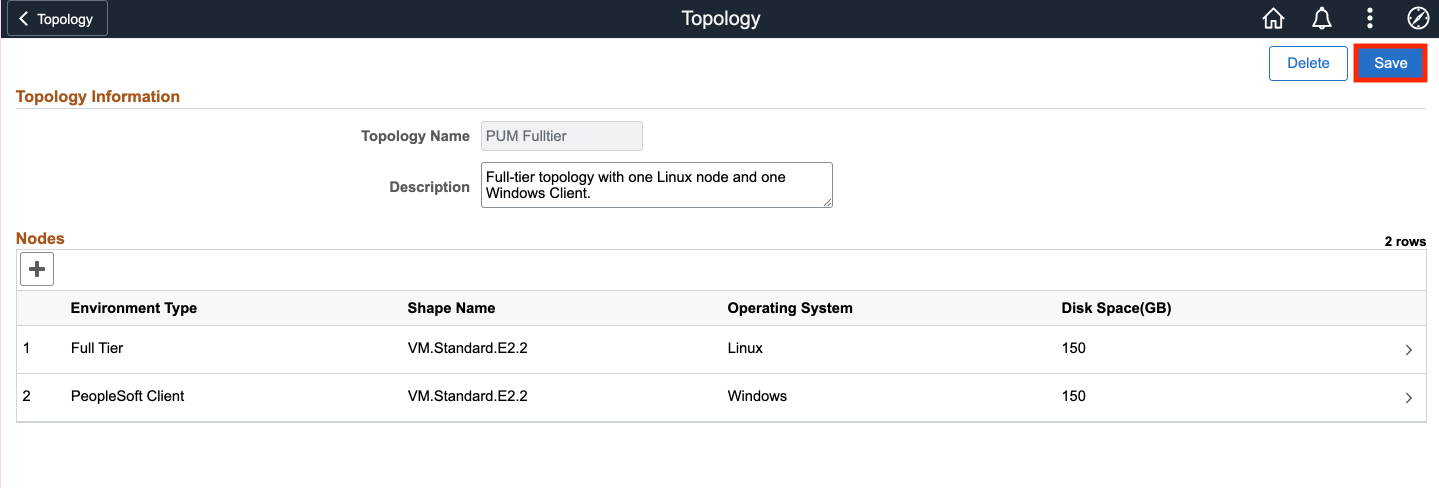 Topology
Topology
Delete
Save
Topology Information
Topology Name
PUM Fulltier
Description
Full-tier topology with one Linux node and one
Windows Client.
Nodes
2 rows
Environment Type Shape Name Operating System Disk Space(GB)
1 Full Tier VM.Standard.E2.2 Linux 150
2 PeopleSoft Client VM.Standard.E2.2 Windows 150